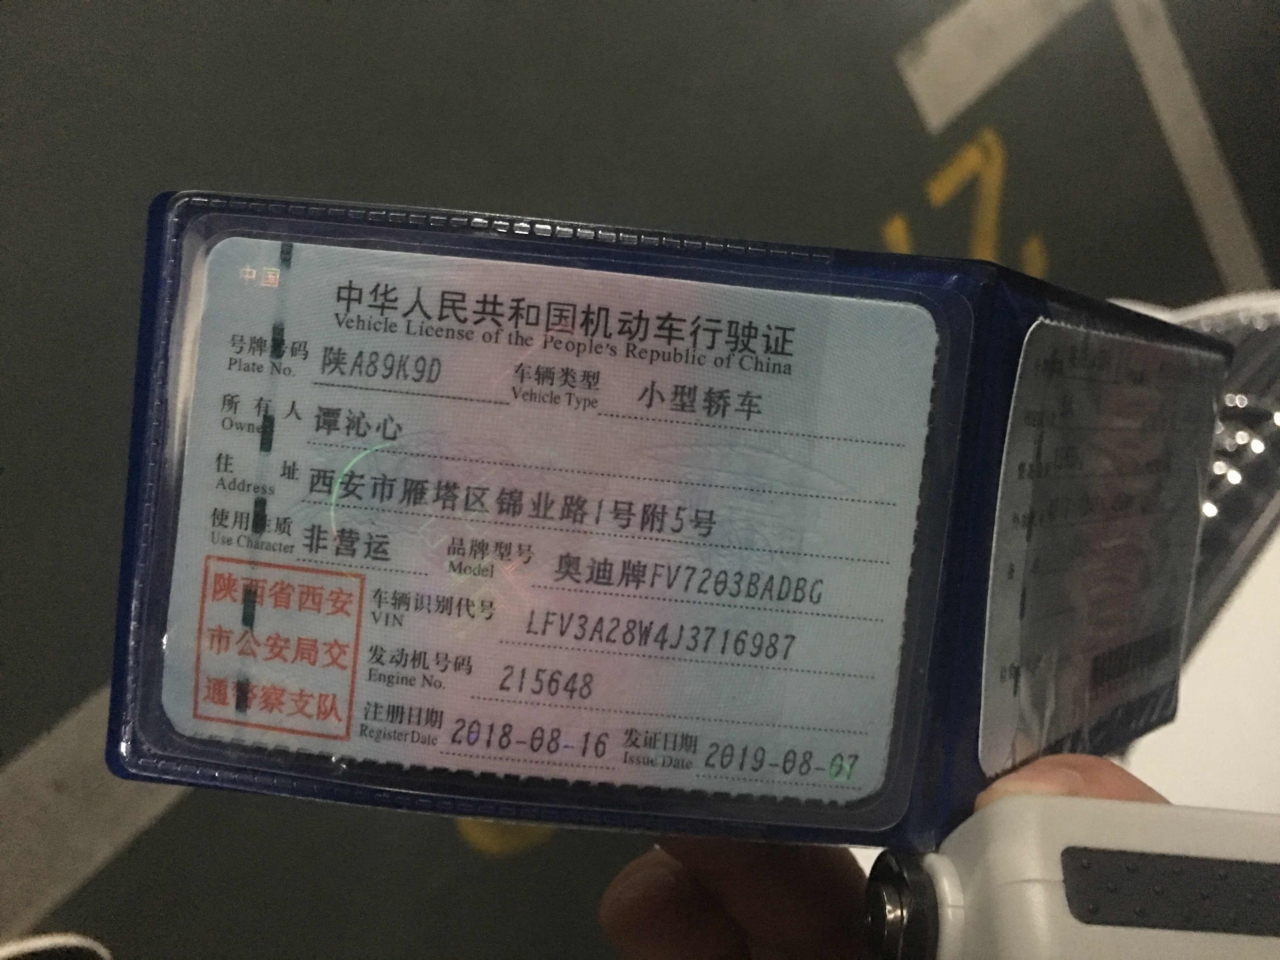 中国
中华人民共和国机动车行驶证
Vehicle License of the People's Republic of China
号牌号码 陕A89K9D 车辆类型 小型轿车
Plate No. Vehicle Type
所有人 谭沁心
Owner
住址 西安市雁塔区锦业路1号附5号
Address
使用性质 非营运 品牌型号 奥迪牌FV7203BADBG
Use Character Model
陕西省西安
市公安局交
通警察支队
车辆识别代号 LFV3A28W4J3716987
VIN
发动机号码 215648
Engine No.
注册日期 2018-08-16 发证日期 2019-08-07
Register Date Issue Date